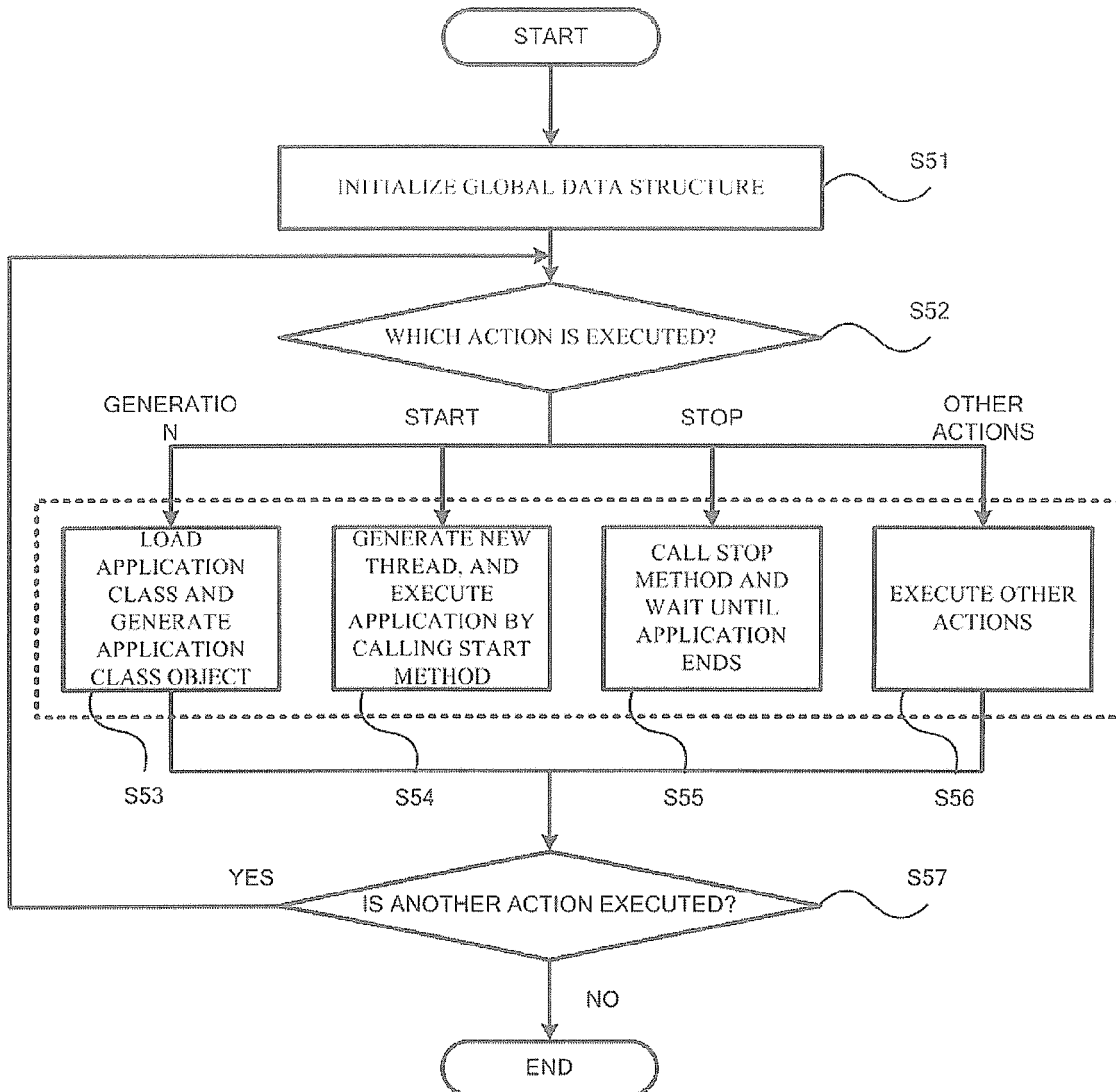 START
INITIALIZE GLOBAL DATA STRUCTURE
S51
WHICH ACTION IS EXECUTED?
S52
GENERATIO
N
START
STOP
OTHER
ACTIONS
LOAD
APPLICATION
CLASS AND
GENERATE
APPLICATION
CLASS OBJECT
GENERATE NEW
THREAD, AND
EXECUTE
APPLICATION BY
CALLING START
METHOD
CALL STOP
METHOD AND
WAIT UNTIL
APPLICATION
ENDS
EXECUTE OTHER
ACTIONS
S53
S54
S55
S56
YES
IS ANOTHER ACTION EXECUTED?
S57
NO
END